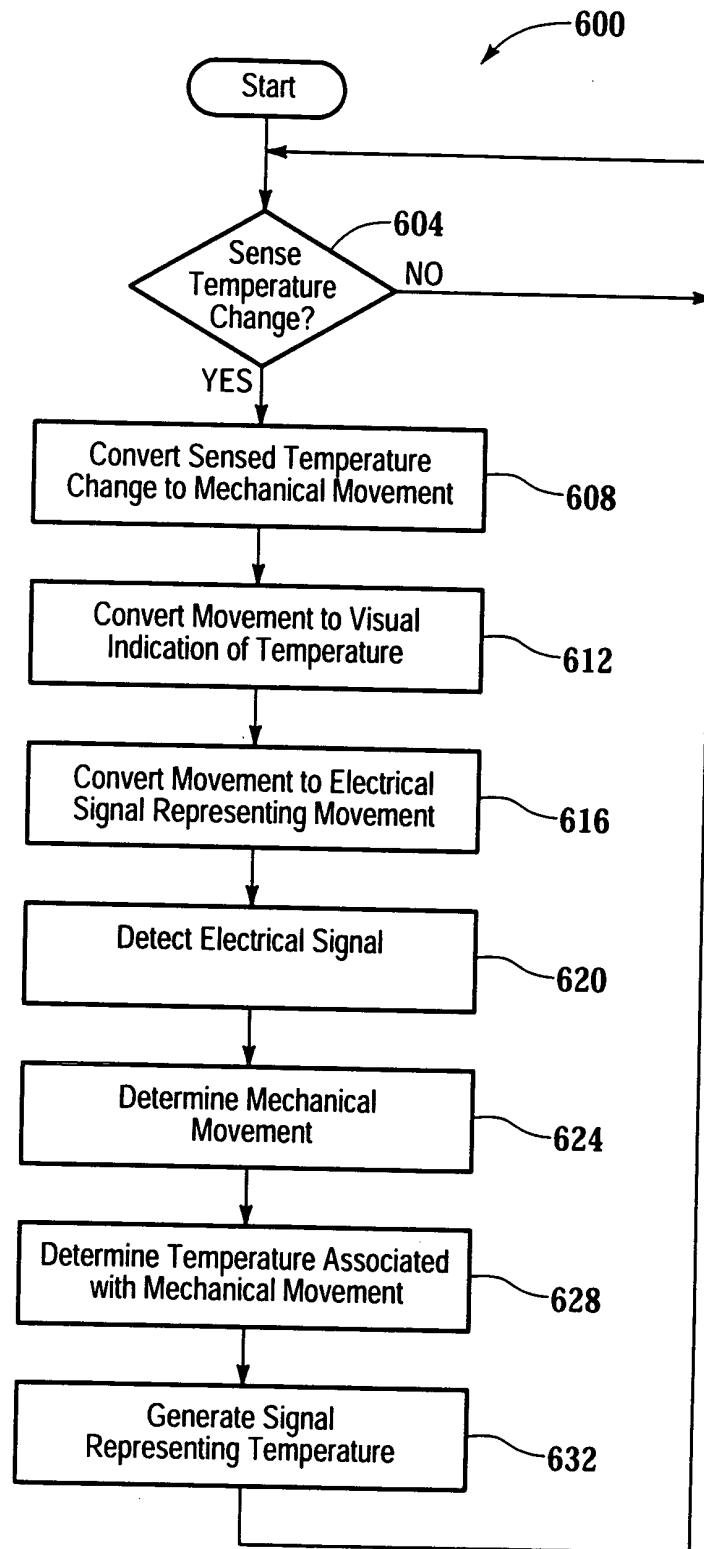 600
Start
604
Sense
Temperature
Change?
NO
YES
Convert Sensed Temperature
Change to Mechanical Movement
608
Convert Movement to Visual
Indication of Temperature
612
Convert Movement to Electrical
Signal Representing Movement
616
Detect Electrical Signal
620
Determine Mechanical
Movement
624
Determine Temperature Associated
with Mechanical Movement
628
Generate Signal
Representing Temperature
632